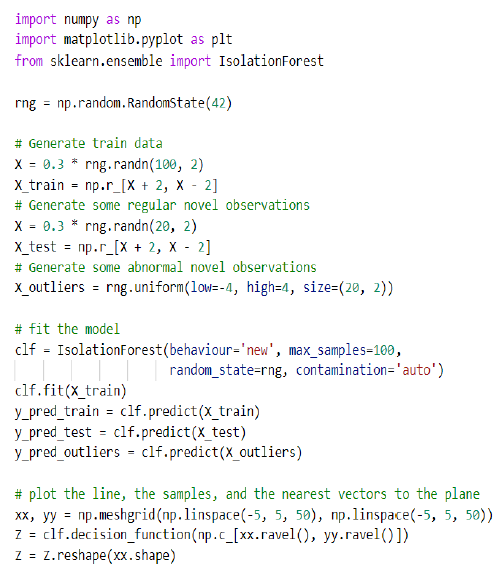 import numpy as np
import matplotlib.pyplot as plt
from sklearn.ensemble import IsolationForest

rng = np.random.RandomState(42)

# Generate train data
X = 0.3 * rng.randn(100, 2)
X_train = np.r_[X + 2, X - 2]
# Generate some regular novel observations
X = 0.3 * rng.randn(20, 2)
X_test = np.r_[X + 2, X - 2]
# Generate some abnormal novel observations
X_outliers = rng.uniform(low=-4, high=4, size=(20, 2))

# fit the model
clf = IsolationForest(behaviour='new', max_samples=100,
                      random_state=rng, contamination='auto')
clf.fit(X_train)
y_pred_train = clf.predict(X_train)
y_pred_test = clf.predict(X_test)
y_pred_outliers = clf.predict(X_outliers)

# plot the line, the samples, and the nearest vectors to the plane
xx, yy = np.meshgrid(np.linspace(-5, 5, 50), np.linspace(-5, 5, 50))
Z = clf.decision_function(np.c_[xx.ravel(), yy.ravel()])
Z = Z.reshape(xx.shape)